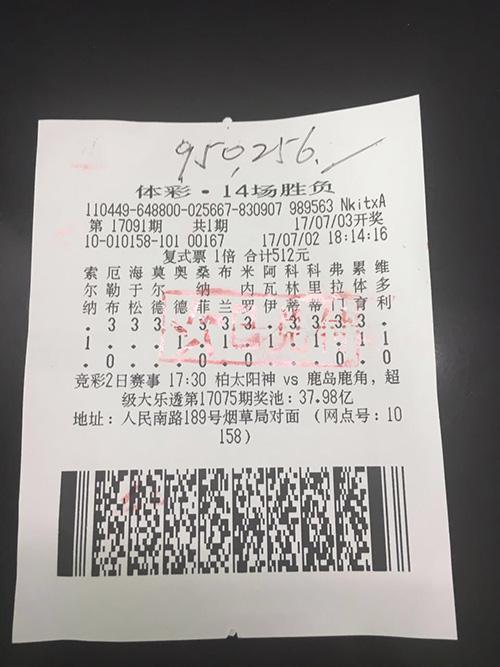 950,256.
体彩·14场胜负
110449-648800-025667-830907 989563 NkitxA
第 17091期 共1期 17/07/03开奖
10-010158-101 00167 17/07/02 18:14:16
复式票 1倍 合计512元
索 厄 海 莫 奥 桑 布 米 阿 科 科 弗 累 维
尔 勒 于 尔 纳 内 瓦 林 里 拉 体 多
纳 布 松 德 德 菲 兰 罗 伊 蒂 蒂 门 育 利
竞彩2日赛事 17:30 柏太阳神 vs 鹿岛鹿角，超
级大乐透第17075期奖池：37.98亿
地址：人民南路189号烟草局对面 （网点号：10
158）